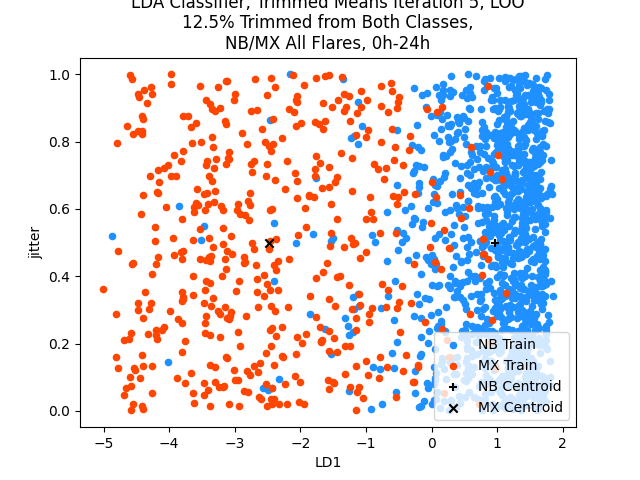 LDA Classifier, Trimmed Means Iteration 5, LOO
12.5% Trimmed from Both Classes,
NB/MX All Flares, 0h-24h
1.0
0.8
0.6
0.4
0.2
0.0
jitter
−5
−4
−3
−2
−1
0
1
2
LD1
NB Train
MX Train
NB Centroid
MX Centroid